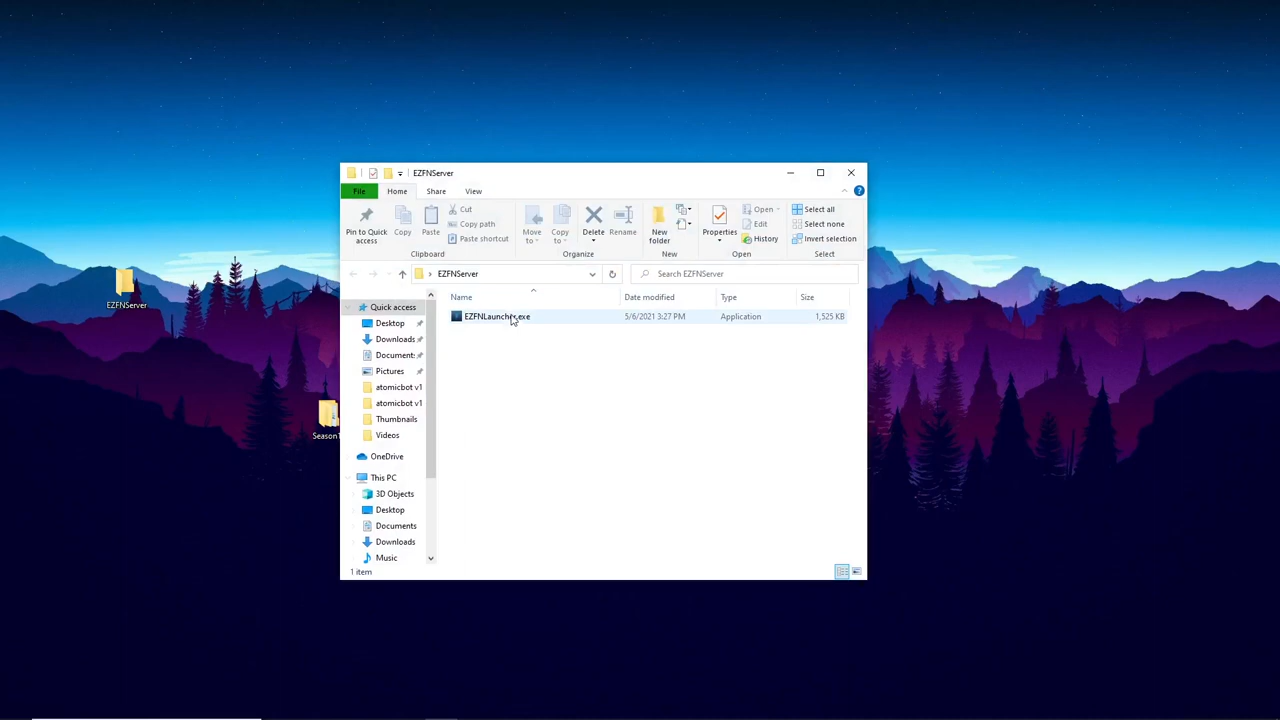 EZFNServer
File Home Share View
Pin to Quick access
Copy
Paste
Cut
Copy path
Paste shortcut
Clipboard
Move to
Copy to
Delete
Rename
Organize
New folder
New
Properties
Open
Edit
History
Open
Select all
Select none
Invert selection
Select
EZFNServer
Search EZFNServer
Name Date modified Type Size
EZFNLauncher.exe 5/6/2021 3:27 PM Application 1,525 KB
Quick access
Desktop
Downloads
Document:
Pictures
atomicbot v1
atomicbot v1
Thumbnails
Videos
OneDrive
This PC
3D Objects
Desktop
Documents
Downloads
Music
1 item
EZFNServer